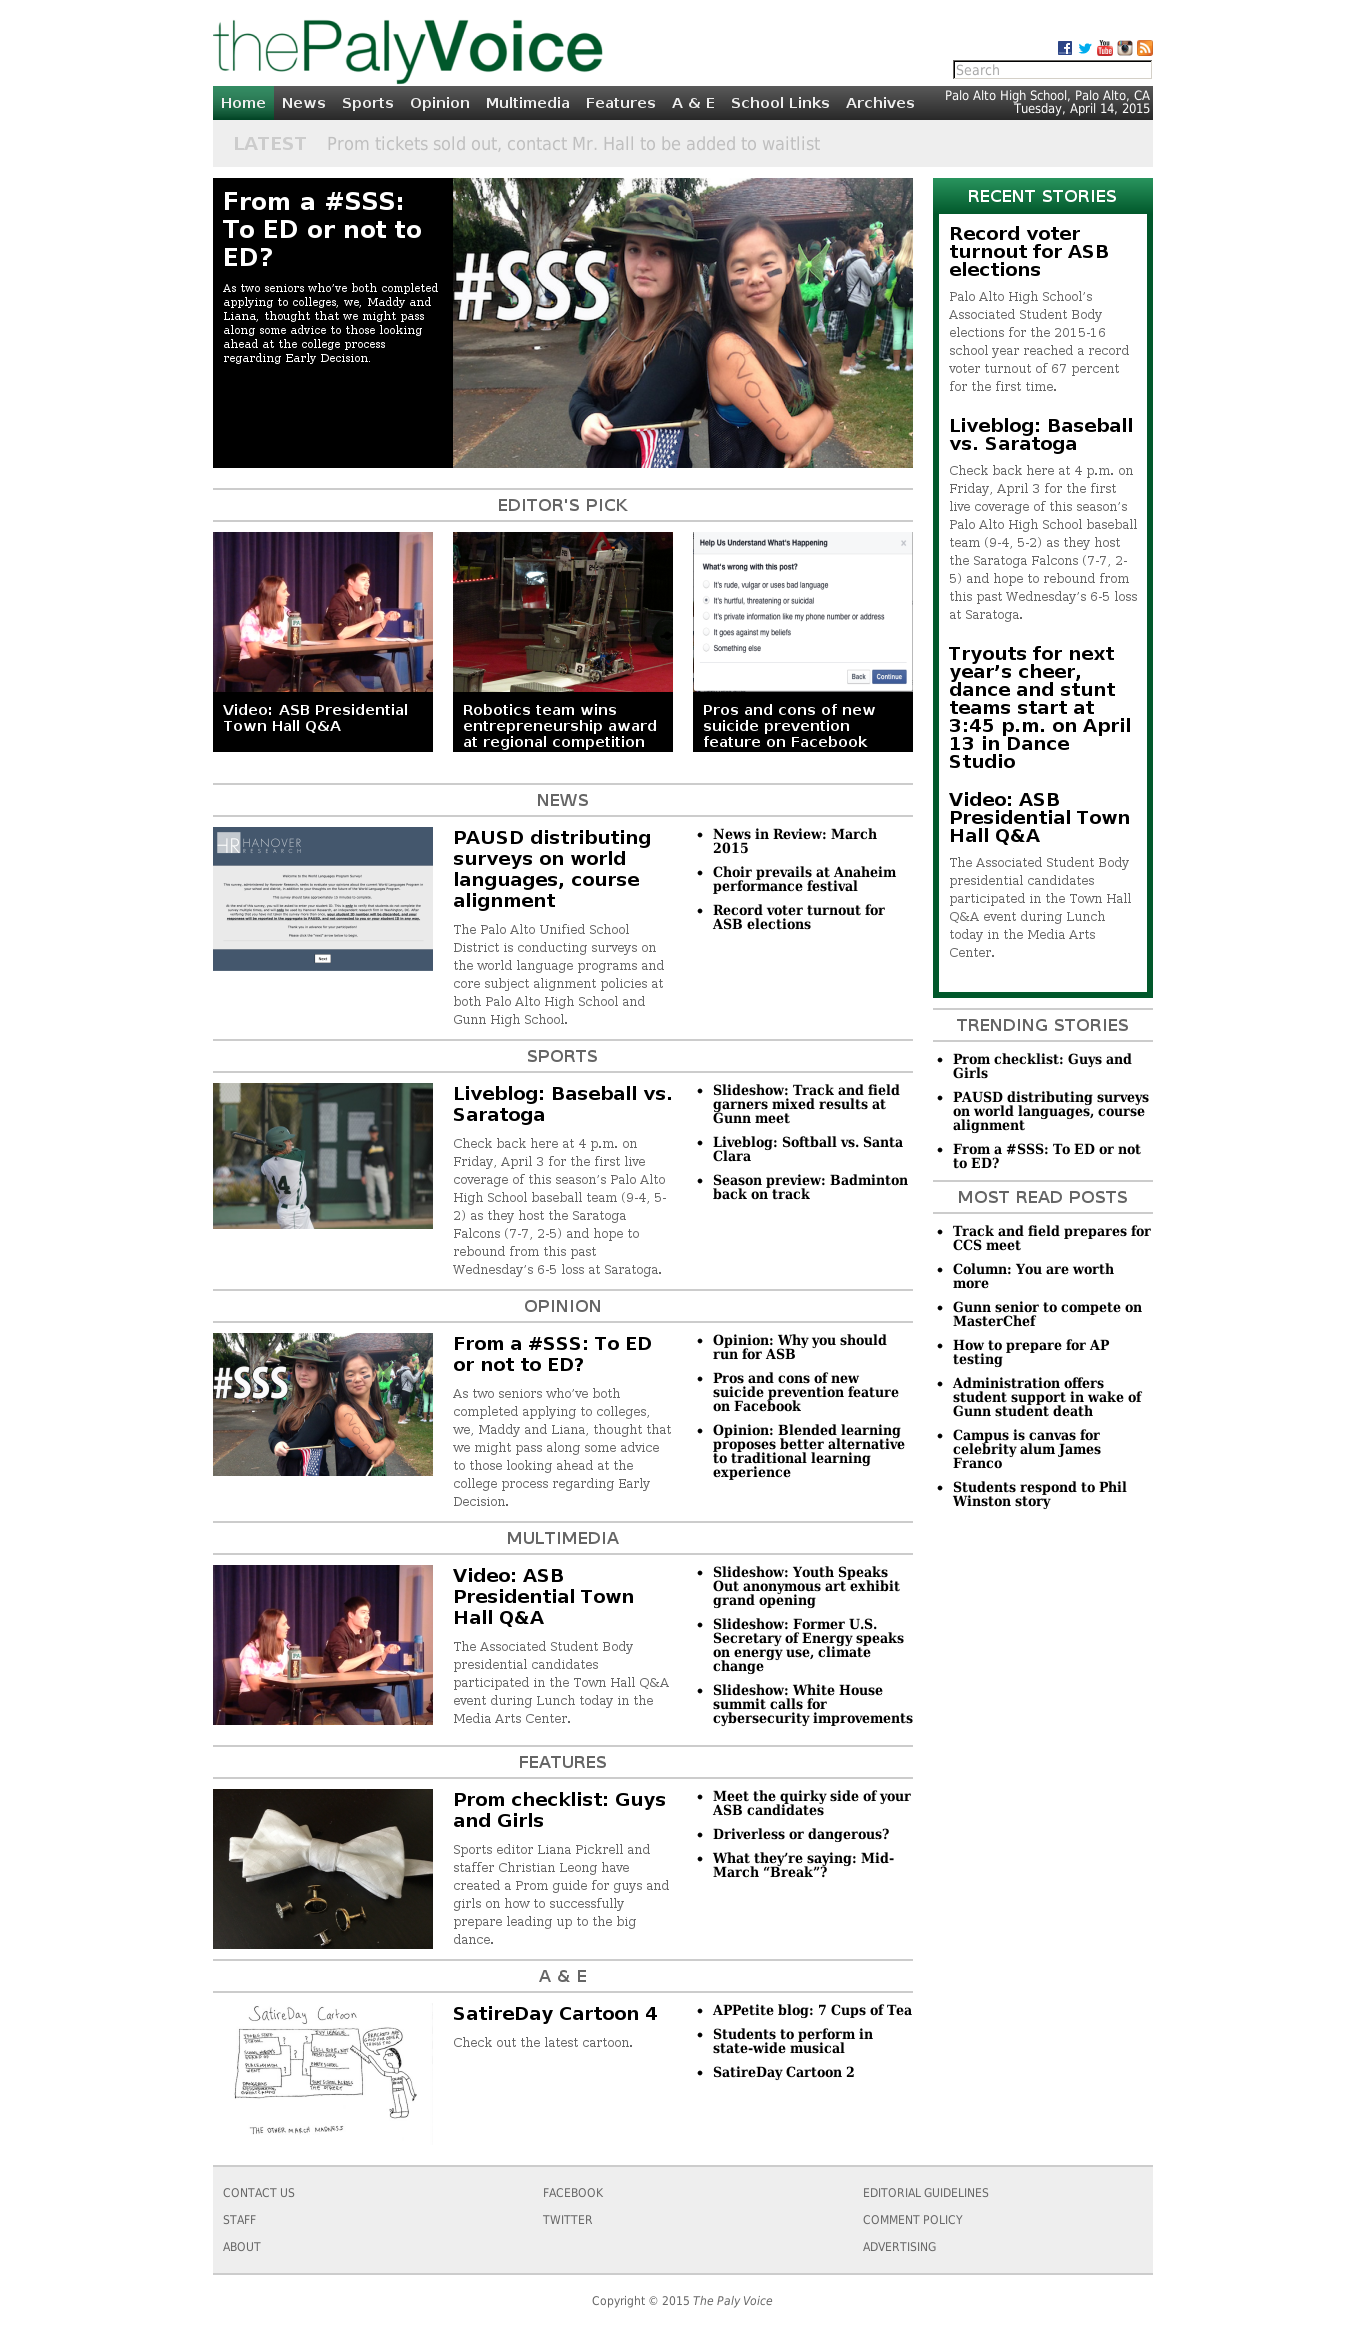 thePalyVoice
Search
Home News Sports Opinion Multimedia Features A & E School Links Archives
Palo Alto High School, Palo Alto, CA
Tuesday, April 14, 2015
LATEST Prom tickets sold out, contact Mr. Hall to be added to waitlist
From a #SSS:
To ED or not to
ED?
As two seniors who’ve both completed
applying to colleges, we, Maddy and
Liana, thought that we might pass
along some advice to those looking
ahead at the college process
regarding Early Decision.
#SSS
2015
EDITOR'S PICK
Video: ASB Presidential
Town Hall Q&A
Robotics team wins
entrepreneurship award
at regional competition
Help Us Understand What's Happening
What's wrong with this post?
It's rude, vulgar or uses bad language
It's hurtful, threatening or suicidal
It's private information like my phone number or address
It goes against my beliefs
Something else
Back Continue
Pros and cons of new
suicide prevention
feature on Facebook
NEWS
HR HANOVER
RESEARCH
Welcome to the World Languages Program Survey!
Thank you in advance for your participation!
Please click the "next" arrow below to begin.
Next
PAUSD distributing
surveys on world
languages, course
alignment
The Palo Alto Unified School
District is conducting surveys on
the world language programs and
core subject alignment policies at
both Palo Alto High School and
Gunn High School.
• News in Review: March
2015
• Choir prevails at Anaheim
performance festival
• Record voter turnout for
ASB elections
SPORTS
Liveblog: Baseball vs.
Saratoga
Check back here at 4 p.m. on
Friday, April 3 for the first live
coverage of this season’s Palo Alto
High School baseball team (9-4, 5-
2) as they host the Saratoga
Falcons (7-7, 2-5) and hope to
rebound from this past
Wednesday’s 6-5 loss at Saratoga.
• Slideshow: Track and field
garners mixed results at
Gunn meet
• Liveblog: Softball vs. Santa
Clara
• Season preview: Badminton
back on track
OPINION
#SSS
From a #SSS: To ED
or not to ED?
As two seniors who’ve both
completed applying to colleges,
we, Maddy and Liana, thought that
we might pass along some advice
to those looking ahead at the
college process regarding Early
Decision.
• Opinion: Why you should
run for ASB
• Pros and cons of new
suicide prevention feature
on Facebook
• Opinion: Blended learning
proposes better alternative
to traditional learning
experience
MULTIMEDIA
Video: ASB
Presidential Town
Hall Q&A
The Associated Student Body
presidential candidates
participated in the Town Hall Q&A
event during Lunch today in the
Media Arts Center.
• Slideshow: Youth Speaks
Out anonymous art exhibit
grand opening
• Slideshow: Former U.S.
Secretary of Energy speaks
on energy use, climate
change
• Slideshow: White House
summit calls for
cybersecurity improvements
FEATURES
Prom checklist: Guys
and Girls
Sports editor Liana Pickrell and
staffer Christian Leong have
created a Prom guide for guys and
girls on how to successfully
prepare leading up to the big
dance.
• Meet the quirky side of your
ASB candidates
• Driverless or dangerous?
• What they’re saying: Mid-
March “Break”?
A & E
SatireDay Cartoon
THE OTHER MARCH MADNESS
SatireDay Cartoon 4
Check out the latest cartoon.
• APPetite blog: 7 Cups of Tea
• Students to perform in
state-wide musical
• SatireDay Cartoon 2
RECENT STORIES
Record voter
turnout for ASB
elections
Palo Alto High School’s
Associated Student Body
elections for the 2015-16
school year reached a record
voter turnout of 67 percent
for the first time.
Liveblog: Baseball
vs. Saratoga
Check back here at 4 p.m. on
Friday, April 3 for the first
live coverage of this season’s
Palo Alto High School baseball
team (9-4, 5-2) as they host
the Saratoga Falcons (7-7, 2-
5) and hope to rebound from
this past Wednesday’s 6-5 loss
at Saratoga.
Tryouts for next
year’s cheer,
dance and stunt
teams start at
3:45 p.m. on April
13 in Dance
Studio
Video: ASB
Presidential Town
Hall Q&A
The Associated Student Body
presidential candidates
participated in the Town Hall
Q&A event during Lunch
today in the Media Arts
Center.
TRENDING STORIES
• Prom checklist: Guys and
Girls
• PAUSD distributing surveys
on world languages, course
alignment
• From a #SSS: To ED or not
to ED?
MOST READ POSTS
• Track and field prepares for
CCS meet
• Column: You are worth
more
• Gunn senior to compete on
MasterChef
• How to prepare for AP
testing
• Administration offers
student support in wake of
Gunn student death
• Campus is canvas for
celebrity alum James
Franco
• Students respond to Phil
Winston story
CONTACT US FACEBOOK EDITORIAL GUIDELINES
STAFF TWITTER COMMENT POLICY
ABOUT ADVERTISING
Copyright © 2015 The Paly Voice